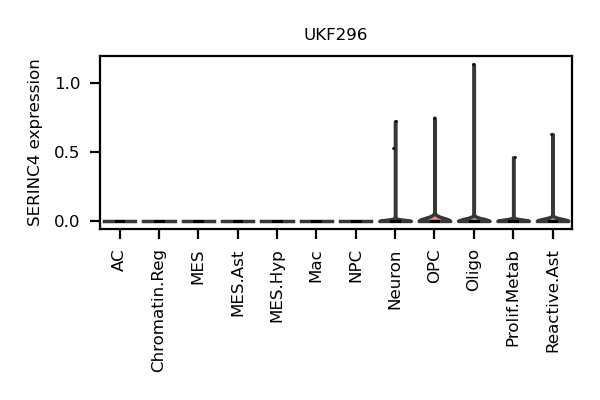 UKF296
SERINC4 expression
1.0
0.5
0.0
AC
Chromatin.Reg
MES
MES.Ast
MES.Hyp
Mac
NPC
Neuron
OPC
Oligo
Prolif.Metab
Reactive.Ast